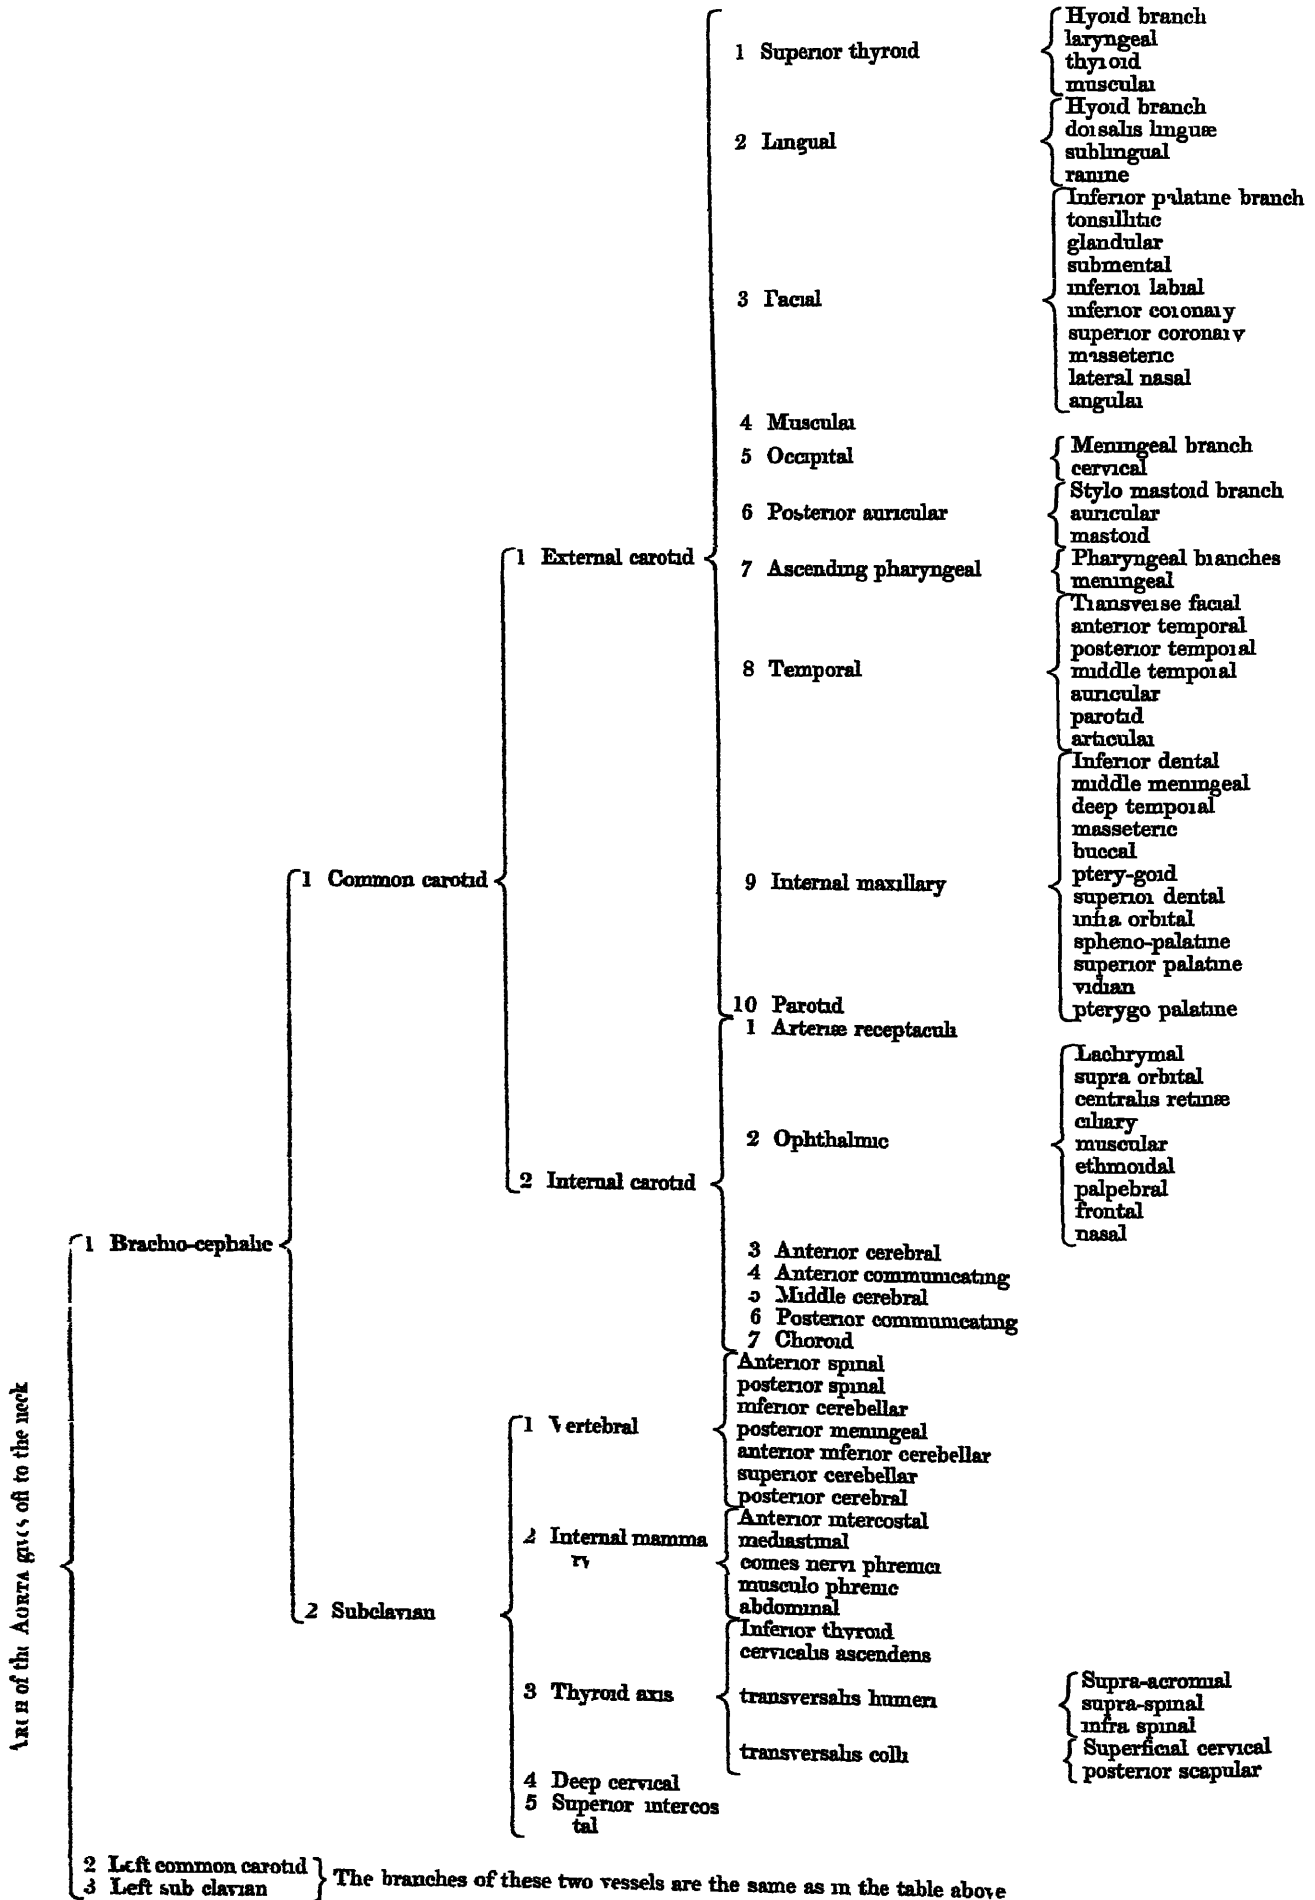 ARCH of the AORTA gives off to the neck
1 Brachio-cephalic
1 Common carotid
1 External carotid
1 Superior thyroid
Hyoid branch
laryngeal
thyroid
muscular
2 Lingual
Hyoid branch
dorsalis linguæ
sublingual
ranine
3 Facial
Inferior palatine branch
tonsillitic
glandular
submental
inferior labial
inferior coronary
superior coronary
masseteric
lateral nasal
angular
4 Muscular
5 Occipital
Meningeal branch
cervical
6 Posterior auricular
Stylo mastoid branch
auricular
mastoid
7 Ascending pharyngeal
Pharyngeal branches
meningeal
8 Temporal
Transverse facial
anterior temporal
posterior temporal
middle temporal
auricular
parotid
articular
9 Internal maxillary
Inferior dental
middle meningeal
deep temporal
masseteric
buccal
ptery-goid
superior dental
infra orbital
spheno-palatine
superior palatine
vidian
pterygo palatine
10 Parotid
2 Internal carotid
1 Arteriæ receptaculi
2 Ophthalmic
Lachrymal
supra orbital
centralis retinæ
ciliary
muscular
ethmoidal
palpebral
frontal
nasal
3 Anterior cerebral
4 Anterior communicating
5 Middle cerebral
6 Posterior communicating
7 Choroid
2 Subclavian
1 Vertebral
Anterior spinal
posterior spinal
inferior cerebellar
posterior meningeal
anterior inferior cerebellar
superior cerebellar
posterior cerebral
2 Internal mamma
ry
Anterior intercostal
mediastinal
comes nervi phrenici
musculo phrenic
abdominal
3 Thyroid axis
Inferior thyroid
cervicalis ascendens
transversalis humeri
Supra-acromial
supra-spinal
infra spinal
transversalis colli
Superficial cervical
posterior scapular
4 Deep cervical
5 Superior intercos
tal
2 Left common carotid
3 Left sub clavian
The branches of these two vessels are the same as in the table above